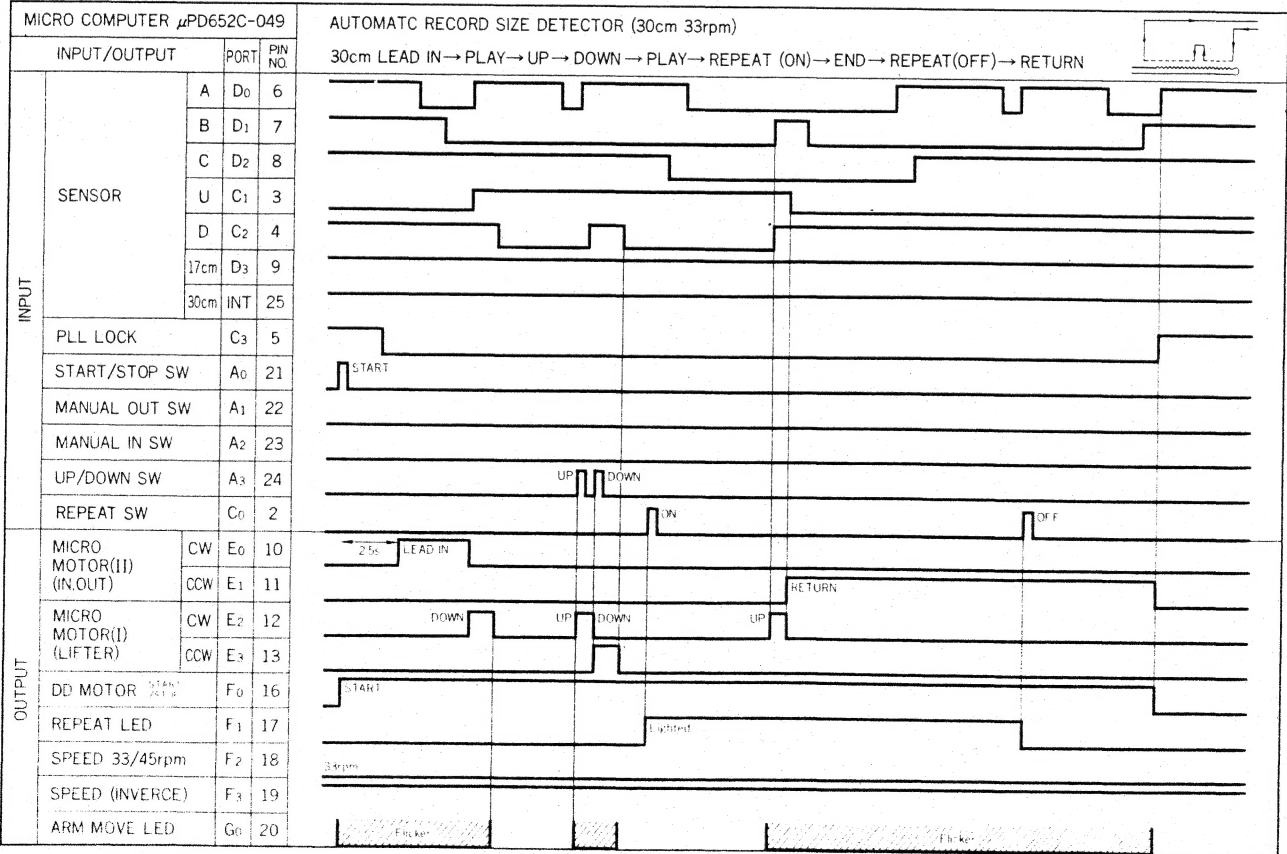 MICRO COMPUTER μPD652C-049
AUTOMATC RECORD SIZE DETECTOR (30cm 33rpm)
INPUT/OUTPUT PORT PIN NO.
30cm LEAD IN→PLAY→UP→DOWN→PLAY→REPEAT (ON)→END→REPEAT(OFF)→RETURN
INPUT
SENSOR
A D0 6
B D1 7
C D2 8
U C1 3
D C2 4
17cm D3 9
30cm INT 25
PLL LOCK C3 5
START/STOP SW A0 21 START
MANUAL OUT SW A1 22
MANUAL IN SW A2 23
UP/DOWN SW A3 24 UP DOWN
REPEAT SW C0 2 ON OFF
OUTPUT
MICRO MOTOR(II) (IN.OUT)
CW E0 10 2.5s LEAD IN
CCW E1 11 RETURN
MICRO MOTOR(I) (LIFTER)
CW E2 12 DOWN UP DOWN UP
CCW E3 13
DD MOTOR F0 16 START
REPEAT LED F1 17 Lighted
SPEED 33/45rpm F2 18 33rpm
SPEED (INVERCE) F3 19
ARM MOVE LED G0 20 Flicker Flicker